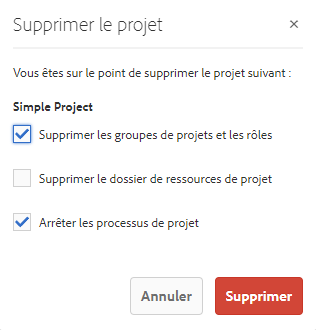 Supprimer le projet
Vous êtes sur le point de supprimer le projet suivant :
Simple Project
Supprimer les groupes de projets et les rôles
Supprimer le dossier de ressources de projet
Arrêter les processus de projet
Annuler
Supprimer